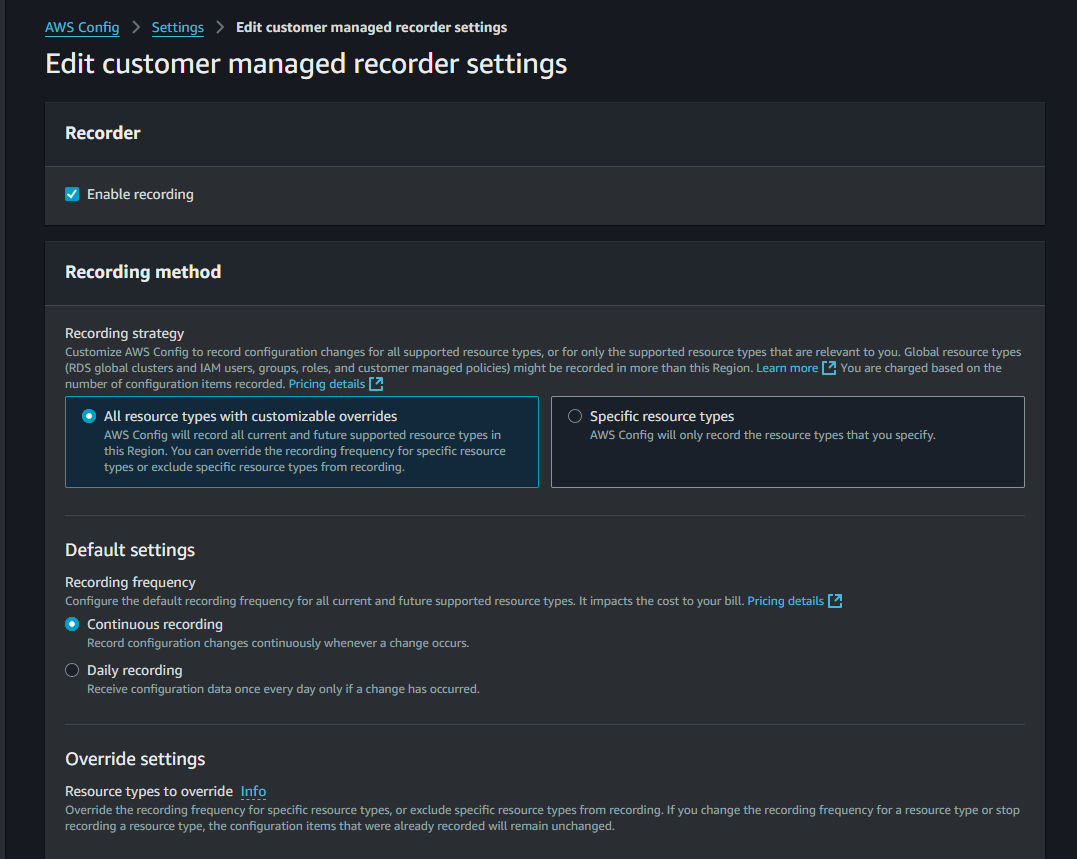 AWS Config > Settings > Edit customer managed recorder settings
Edit customer managed recorder settings
Recorder
Enable recording
Recording method
Recording strategy
Customize AWS Config to record configuration changes for all supported resource types, or for only the supported resource types that are relevant to you. Global resource types
(RDS global clusters and IAM users, groups, roles, and customer managed policies) might be recorded in more than this Region. Learn more You are charged based on the
number of configuration items recorded. Pricing details
All resource types with customizable overrides
AWS Config will record all current and future supported resource types in
this Region. You can override the recording frequency for specific resource
types or exclude specific resource types from recording.
Specific resource types
AWS Config will only record the resource types that you specify.
Default settings
Recording frequency
Configure the default recording frequency for all current and future supported resource types. It impacts the cost to your bill. Pricing details
Continuous recording
Record configuration changes continuously whenever a change occurs.
Daily recording
Receive configuration data once every day only if a change has occurred.
Override settings
Resource types to override Info
Override the recording frequency for specific resource types, or exclude specific resource types from recording. If you change the recording frequency for a resource type or stop
recording a resource type, the configuration items that were already recorded will remain unchanged.